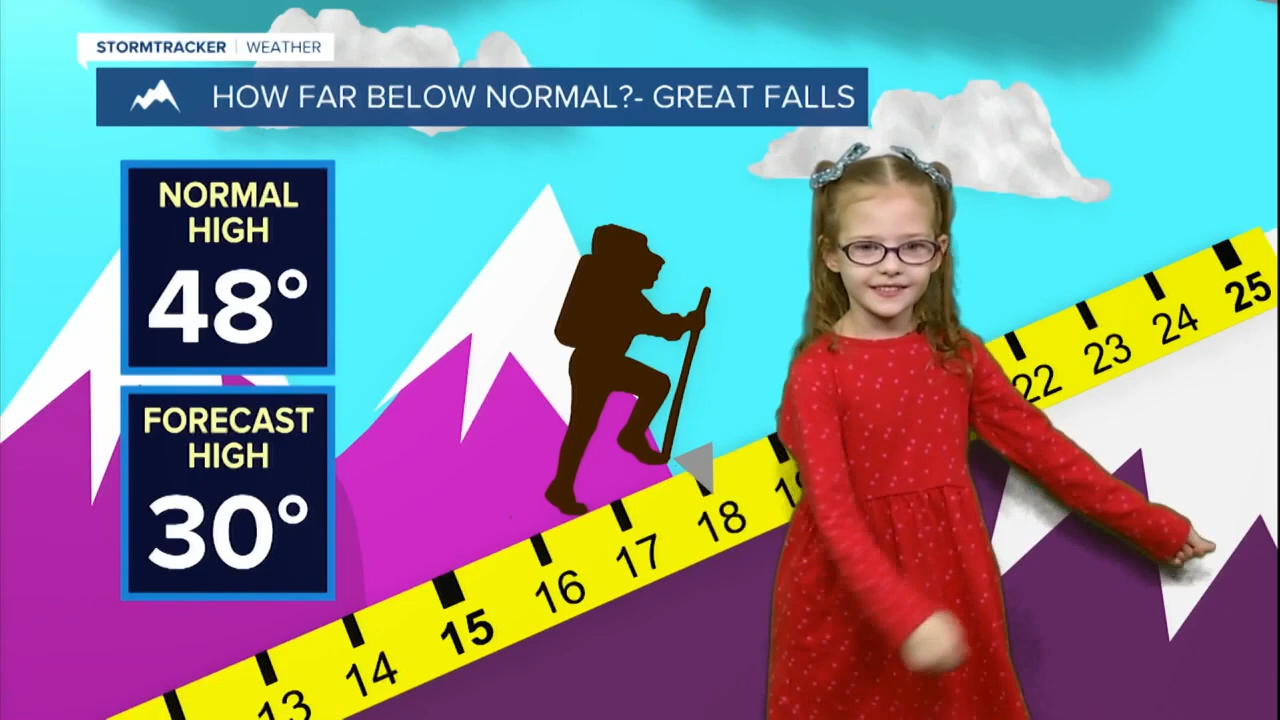 STORMTRACKER | WEATHER
HOW FAR BELOW NORMAL?- GREAT FALLS
NORMAL
HIGH
48°
FORECAST
HIGH
30°
13
14
15
16
17
18
22
23
24
25